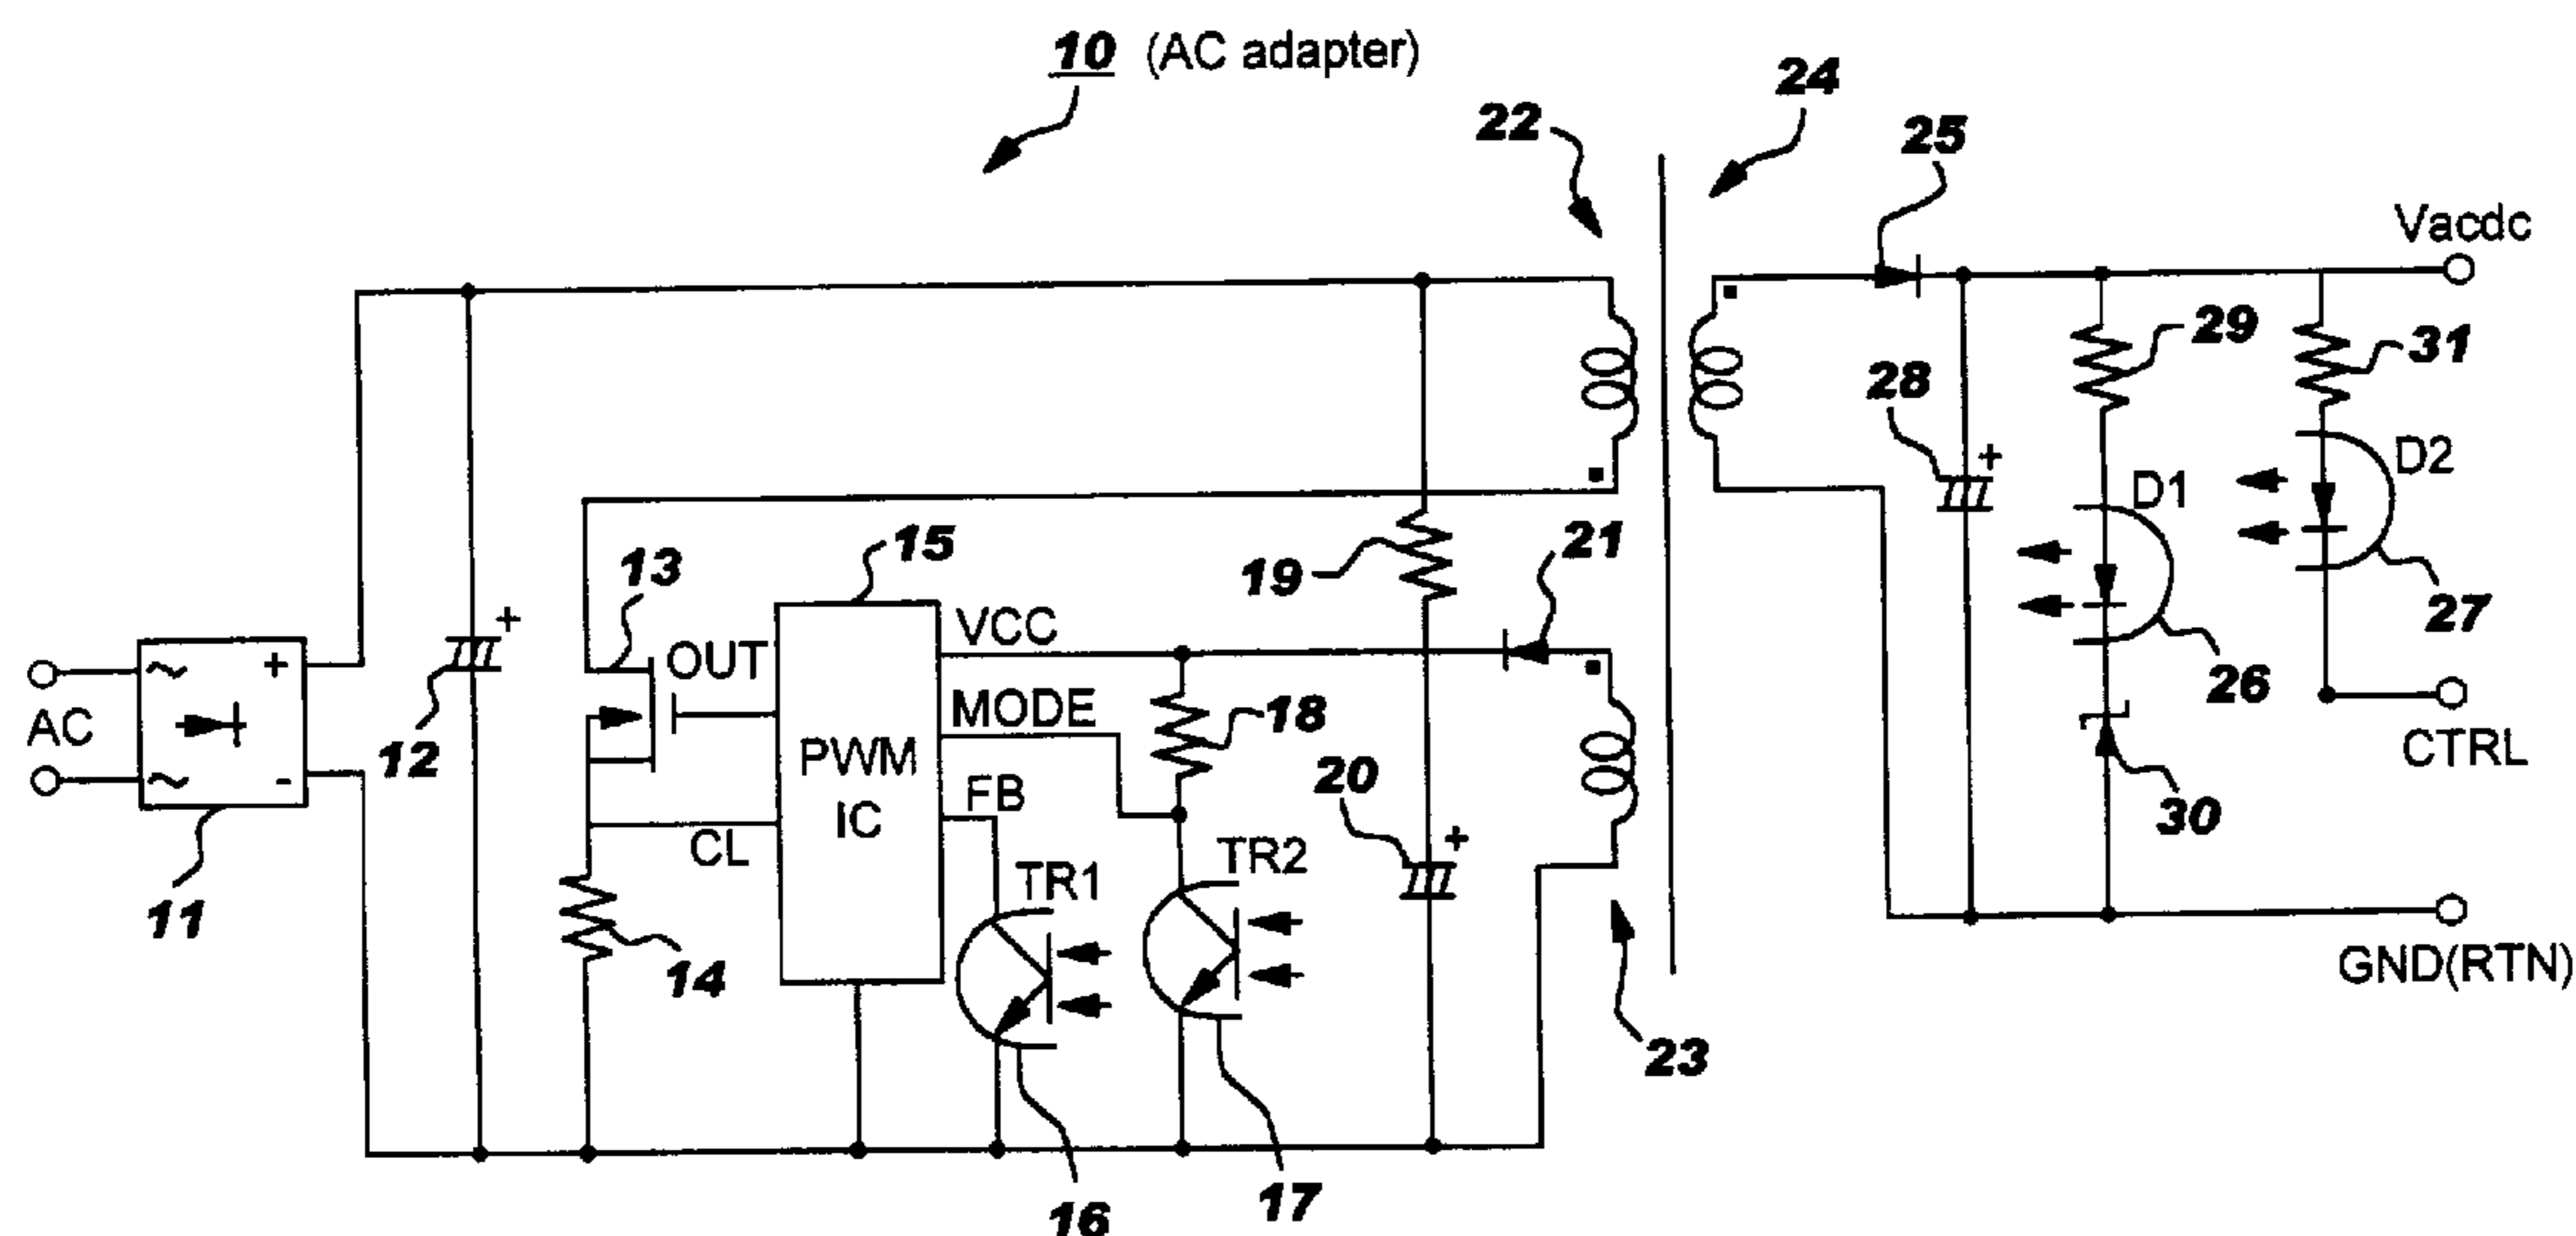 10 (AC adapter)
24
22
25
Vacdc
29
31
28
D2
D1
15
21
13
19
27
OUT
VCC
26
+
~ +
AC
MODE
18
CTRL
12
PWM
IC
20
~ -
FB
30
+
+
CL
TR1
TR2
11
14
GND(RTN)
23
16
17